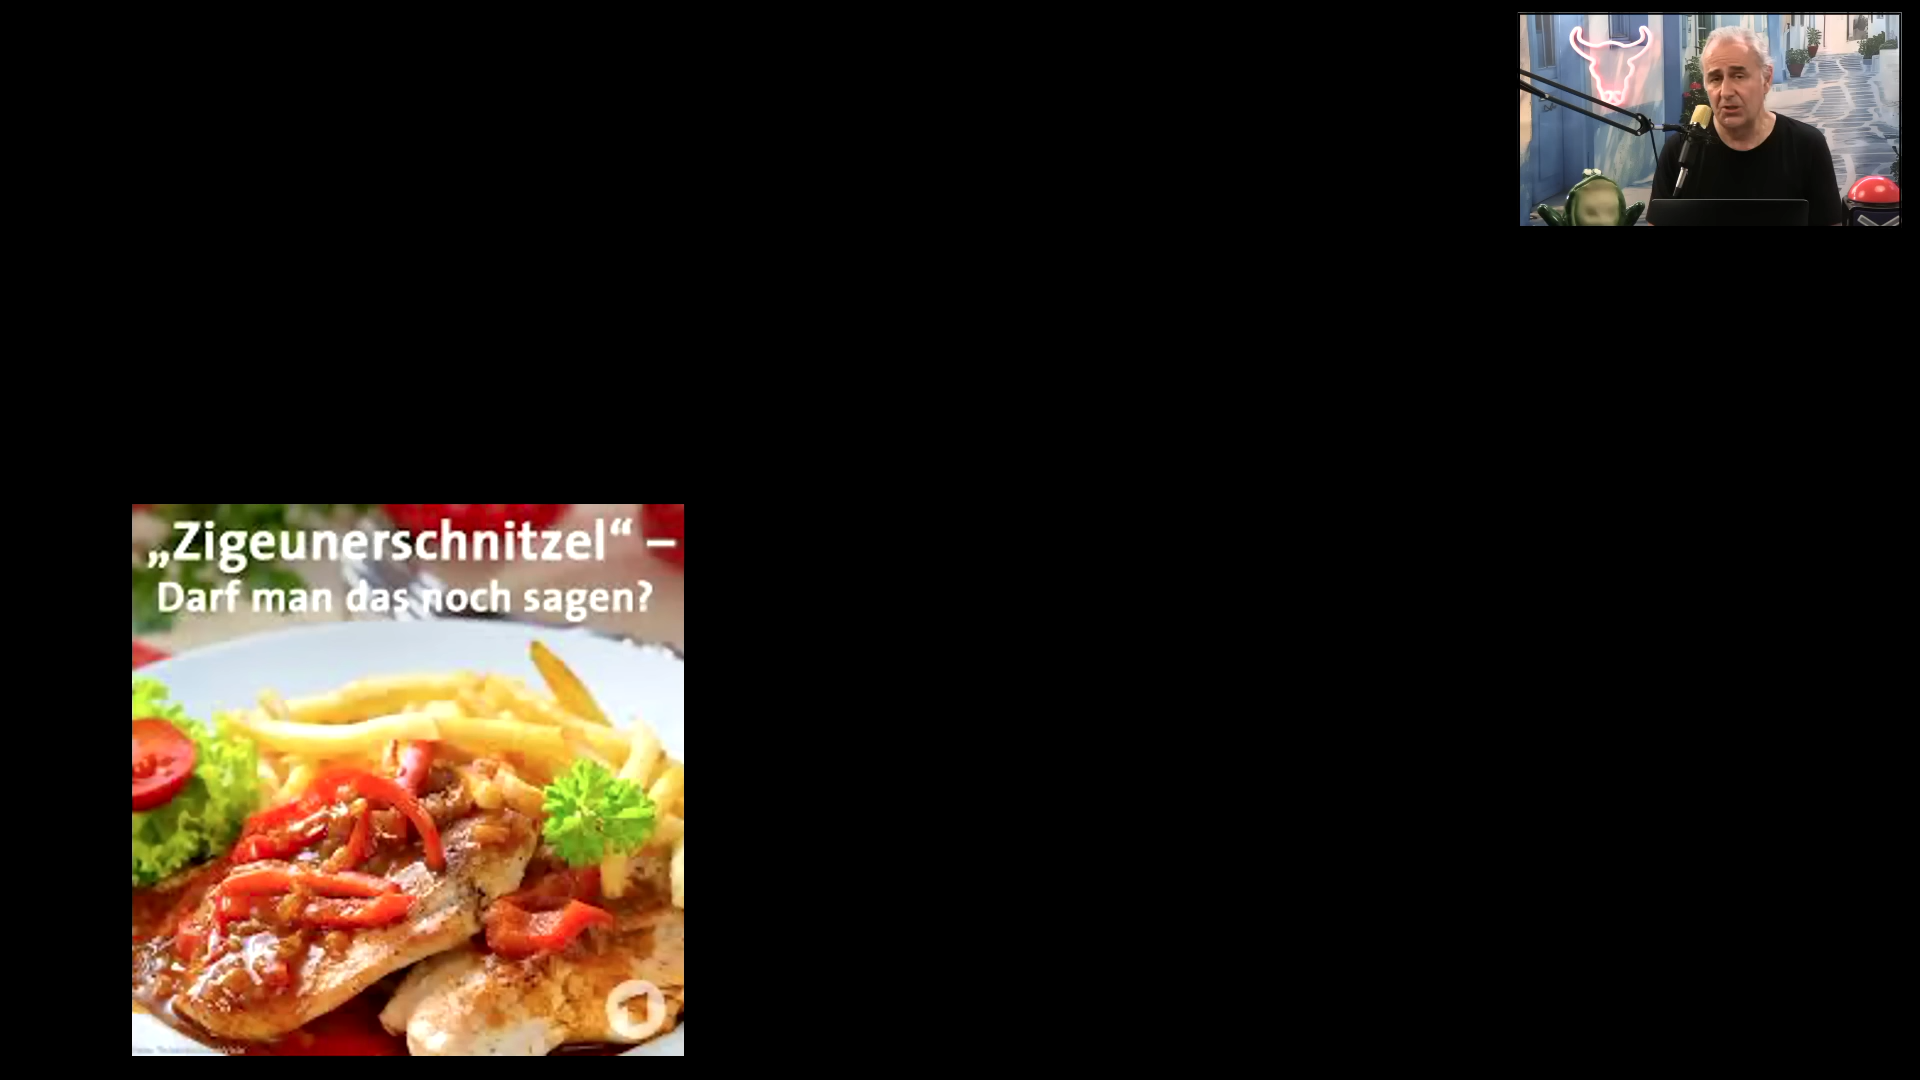 „Zigeunerschnitzel“ –
Darf man das noch sagen?